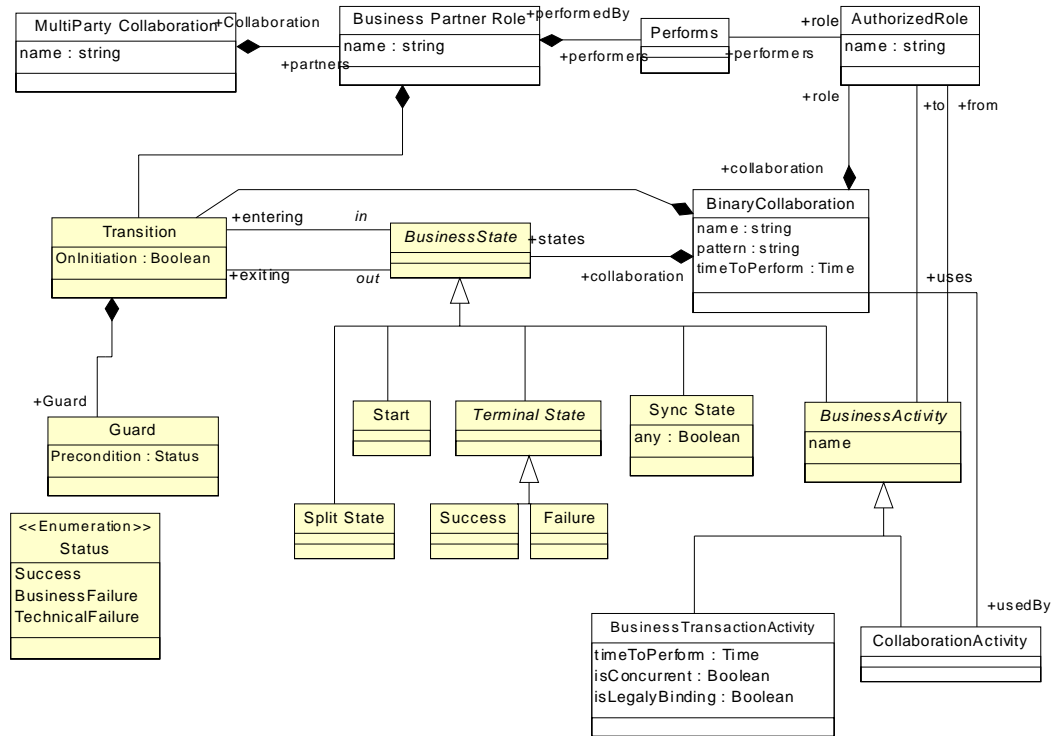 MultiParty Collaboration
name : string
+Collaboration
+partners
Business Partner Role
name : string
+performedBy
+performers
Performs
+performers
+role
AuthorizedRole
name : string
+role
+to
+from
+collaboration
BinaryCollaboration
name : string
pattern : string
timeToPerform : Time
+entering
in
Transition
OnInitiation : Boolean
+exiting
out
BusinessState
+states
+collaboration
+uses
+Guard
Guard
Precondition : Status
Start
Terminal State
Sync State
any : Boolean
BusinessActivity
name
Split State
Success
Failure
<<Enumeration>>
Status
Success
BusinessFailure
TechnicalFailure
+usedBy
BusinessTransactionActivity
timeToPerform : Time
isConcurrent : Boolean
isLegalyBinding : Boolean
CollaborationActivity